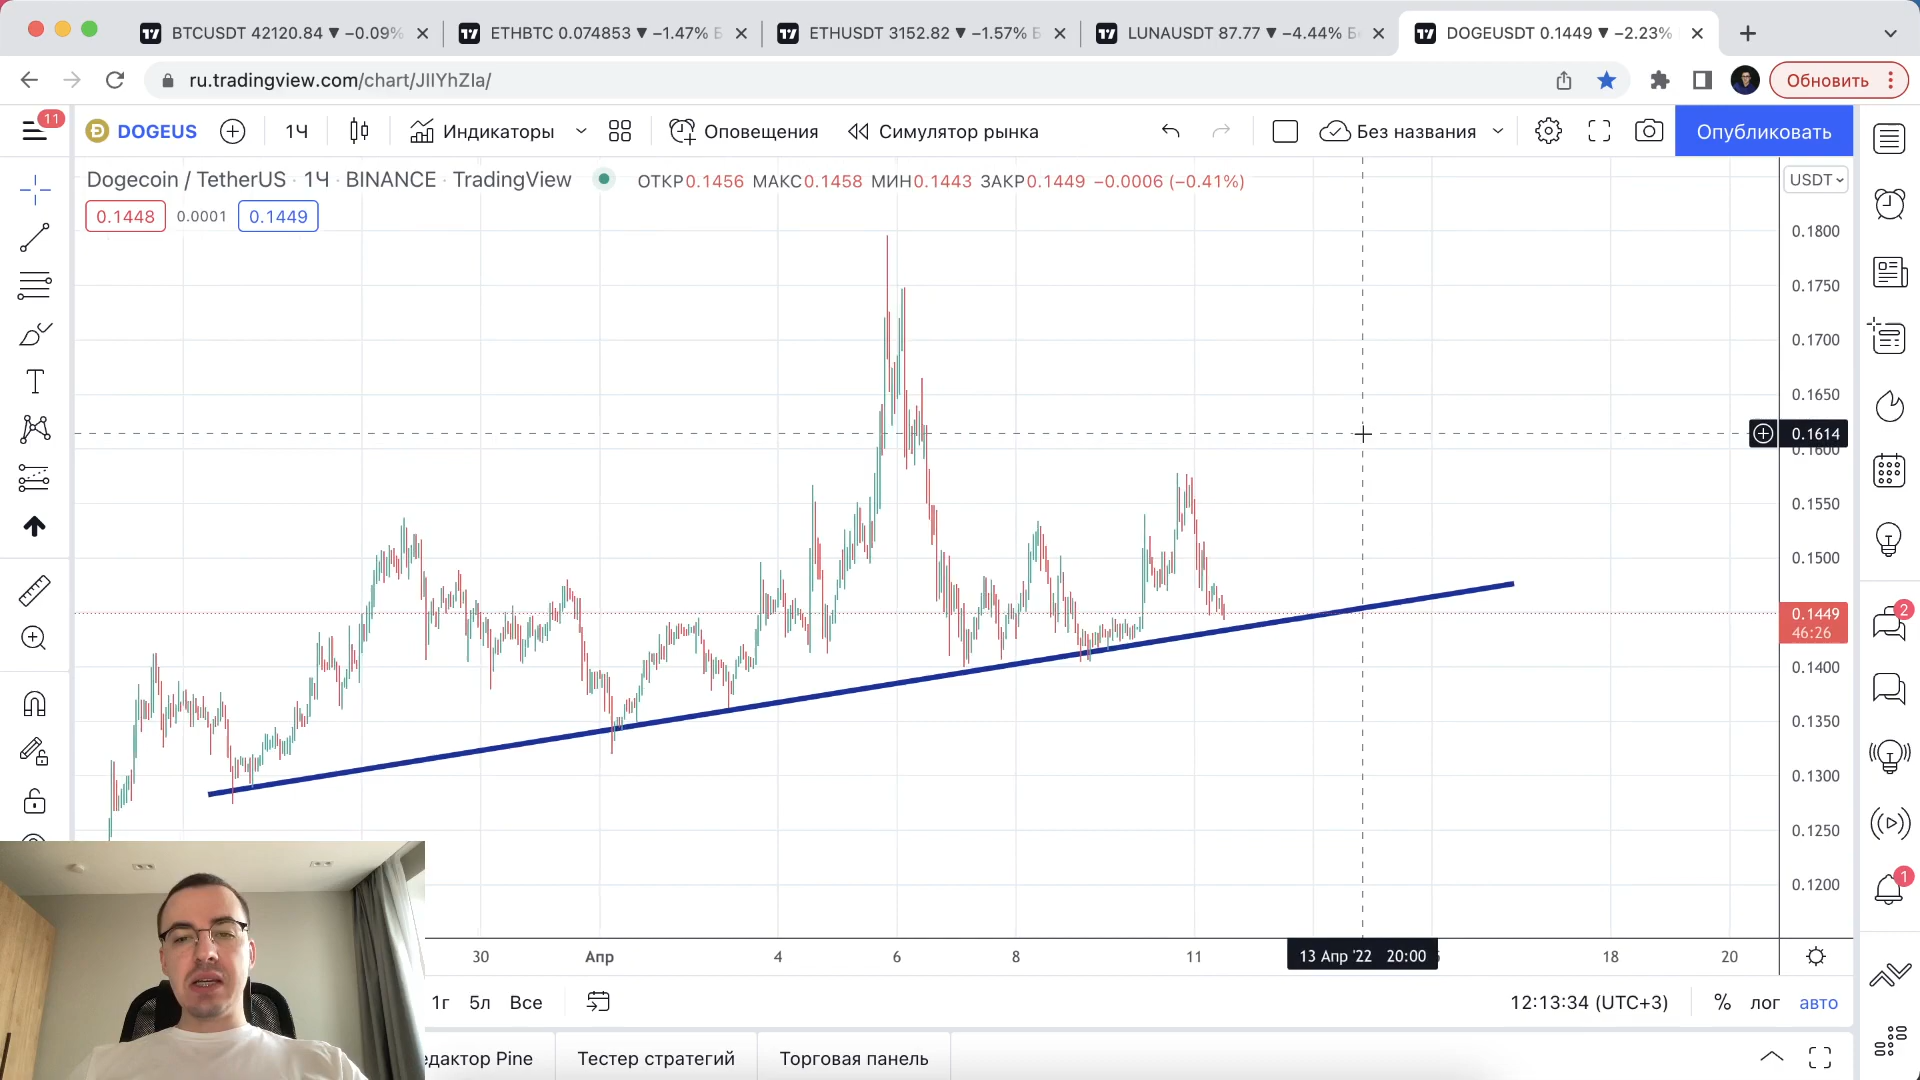 BTCUSDT 42120.84 ▼ −0.09%
ETHBTC 0.074853 ▼ −1.47% Б
ETHUSDT 3152.82 ▼ −1.57% Б
LUNAUSDT 87.77 ▼ −4.44% Б
DOGEUSDT 0.1449 ▼ −2.23%
ru.tradingview.com/chart/JIIYhZla/
Обновить
11
DOGEUS
1Ч
Индикаторы
Оповещения
Симулятор рынка
Без названия
Опубликовать
Dogecoin / TetherUS · 1Ч · BINANCE · TradingView
ОТКР0.1456 МАКС0.1458 МИН0.1443 ЗАКР0.1449 −0.0006 (−0.41%)
USDT
0.1448 0.0001 0.1449
0.1800
0.1750
0.1700
0.1650
0.1614
0.1600
0.1550
0.1500
0.1449
46:26
2
0.1400
0.1350
0.1300
0.1250
0.1200
1
30 Апр 4 6 8 11 13 Апр '22 20:00 18 20
1г 5л Все
12:13:34 (UTC+3) % лог авто
едактор Pine
Тестер стратегий
Торговая панель